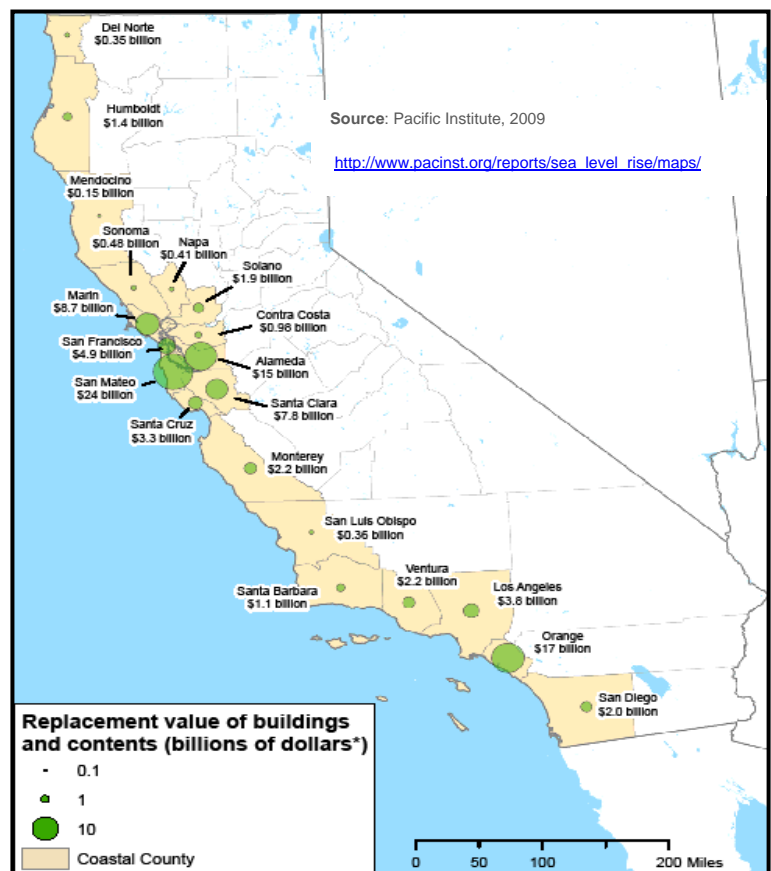 Del Norte
$0.35 billion
Source: Pacific Institute, 2009
Humboldt
$1.4 billion
http://www.pacinst.org/reports/sea_level_rise/maps/
Mendocino
$0.15 billion
Sonoma
$0.48 billion
Napa
$0.41 billion
Solano
$1.9 billion
Marin
$8.7 billion
Contra Costa
$0.98 billion
San Francisco
$4.9 billion
Alameda
$15 billion
San Mateo
$24 billion
Santa Clara
$7.8 billion
Santa Cruz
$3.3 billion
Monterey
$2.2 billion
San Luis Obispo
$0.36 billion
Ventura
$2.2 billion
Santa Barbara
$1.1 billion
Los Angeles
$3.8 billion
Orange
$17 billion
San Diego
$2.0 billion
Replacement value of buildings
and contents (billions of dollars*)
0.1
1
10
Coastal County
0 50 100 200 Miles